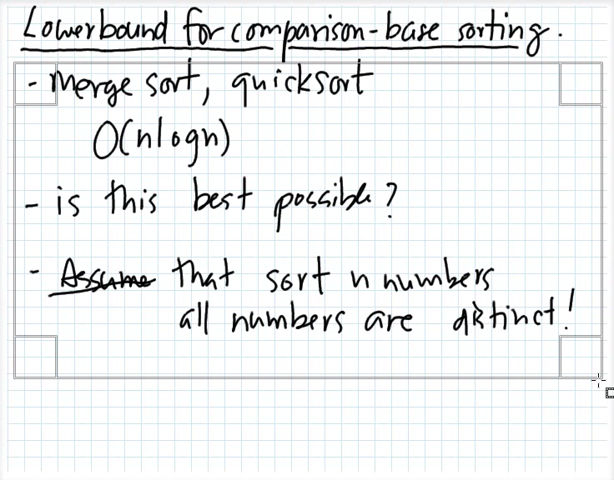 Lowerbound for comparison-base sorting.
- Merge sort, quicksort
O(nlogn)
- is this best possible?
- Assume that sort n numbers
all numbers are distinct!